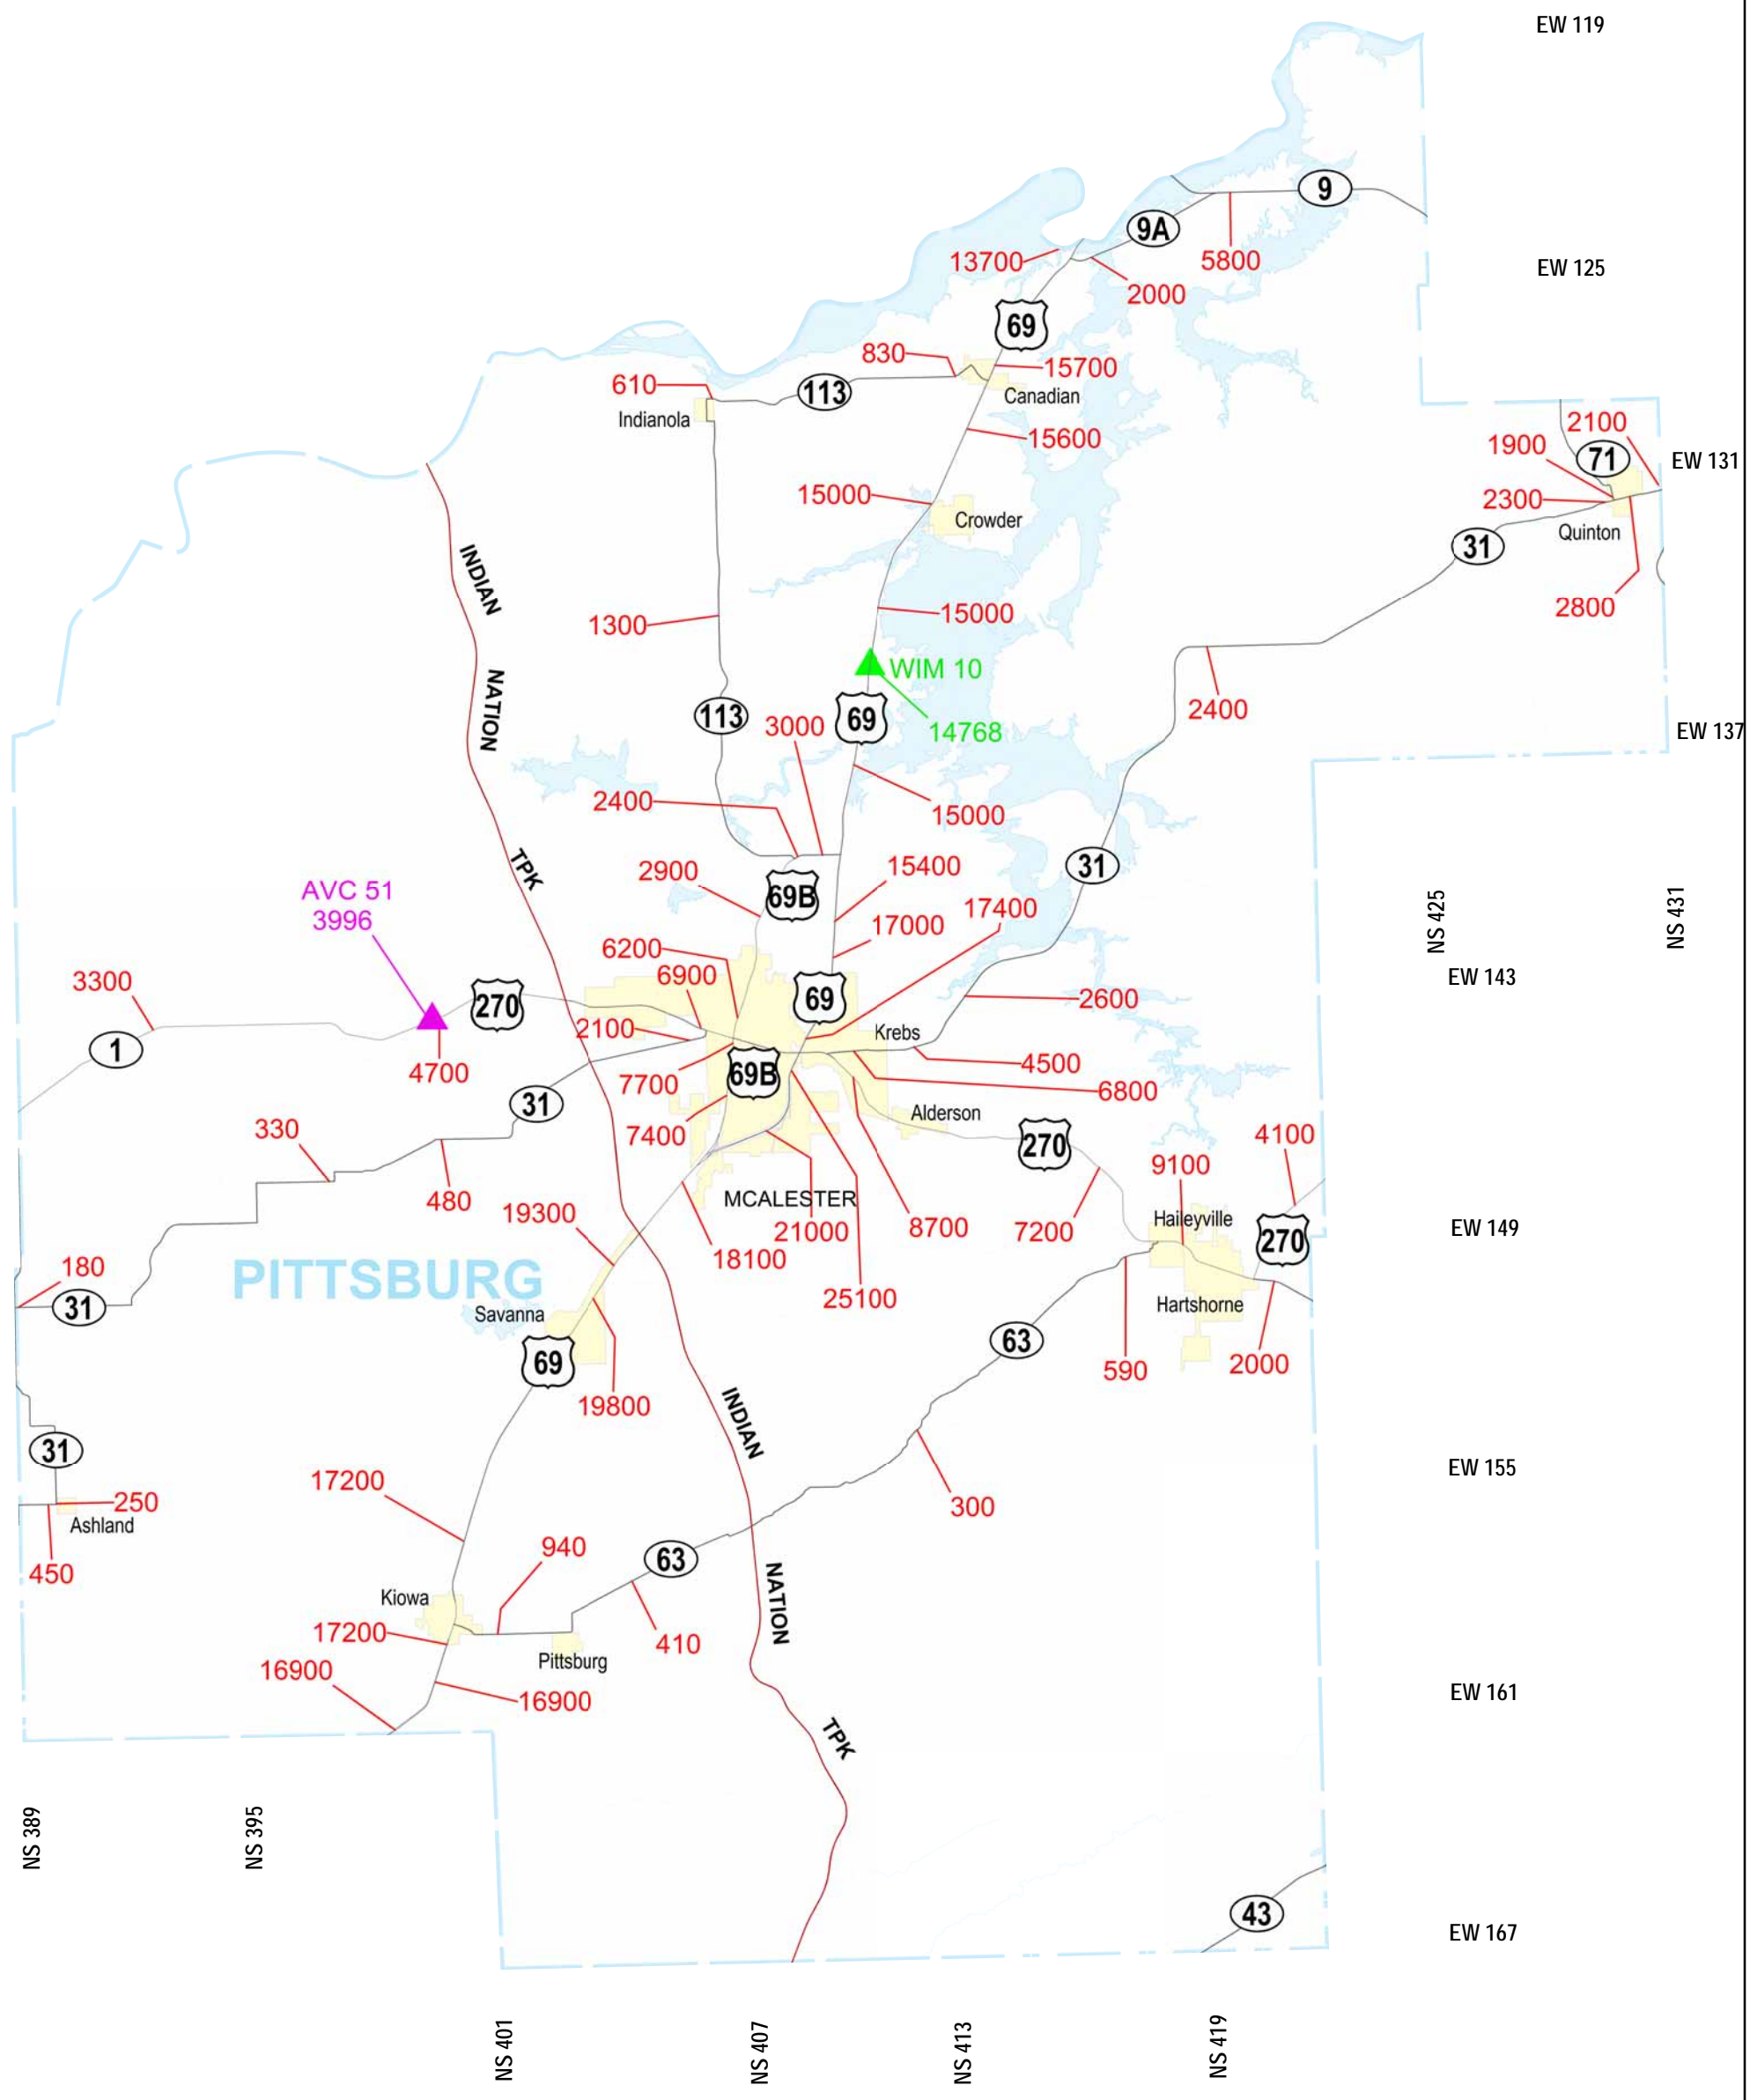 EW 119
9
9A
13700
5800
EW 125
2000
69
830
15700
610
113
Canadian
Indianola
2100
15600
1900
71
EW 131
15000
2300
Crowder
Quinton
31
INDIAN
2800
15000
1300
WIM 10
NATION
2400
113
69
3000
14768
EW 137
2400
15000
TPK
31
15400
2900
AVC 51
69B
17400
3996
17000
NS 425
NS 431
6200
6900
EW 143
3300
270
69
2600
2100
Krebs
1
4500
4700
7700
69B
6800
31
Alderson
330
7400
4100
270
9100
480
MCALESTER
19300
Haileyville
EW 149
21000
8700
7200
270
18100
180
PITTSBURG
25100
31
Hartshorne
Savanna
63
69
590
2000
19800
INDIAN
31
EW 155
17200
250
300
Ashland
940
63
450
NATION
Kiowa
17200
410
Pittsburg
16900
EW 161
16900
TPK
NS 389
NS 395
43
EW 167
NS 401
NS 407
NS 413
NS 419